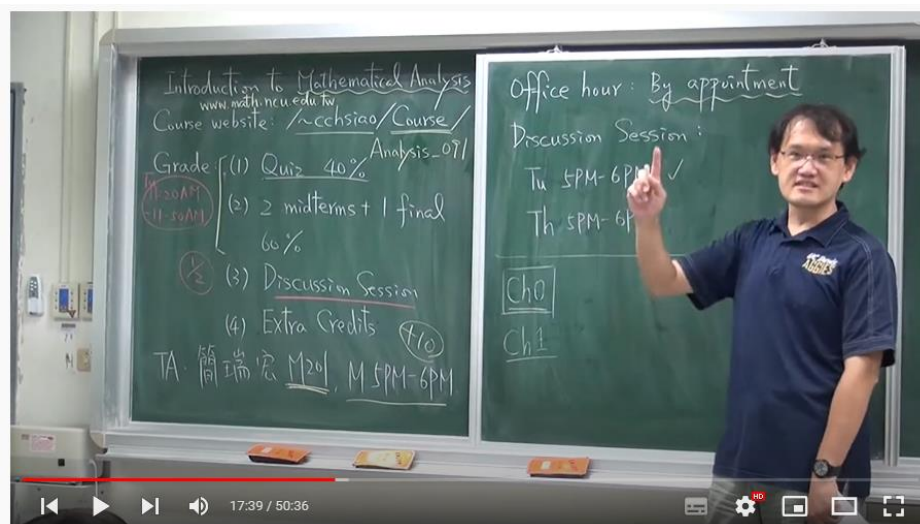 Introduction to Mathematical Analysis
www.math.ncu.edu.tw
Course website: /~cchsiao/Course/
Analysis_091
Grade: (1) Quiz 40%
11:20AM
-11:50AM
(2) 2 midterms + 1 final
60%
1/2 (3) Discussion Session
(4) Extra Credits +10
TA. 簡瑞宏 M201, M 5PM-6PM
Office hour: By appointment
Discussion Session:
Tu 5PM-6PM ✓
Th 5PM-6P
Ch0
Ch1
AGGIES
17:39 / 50:36
HD